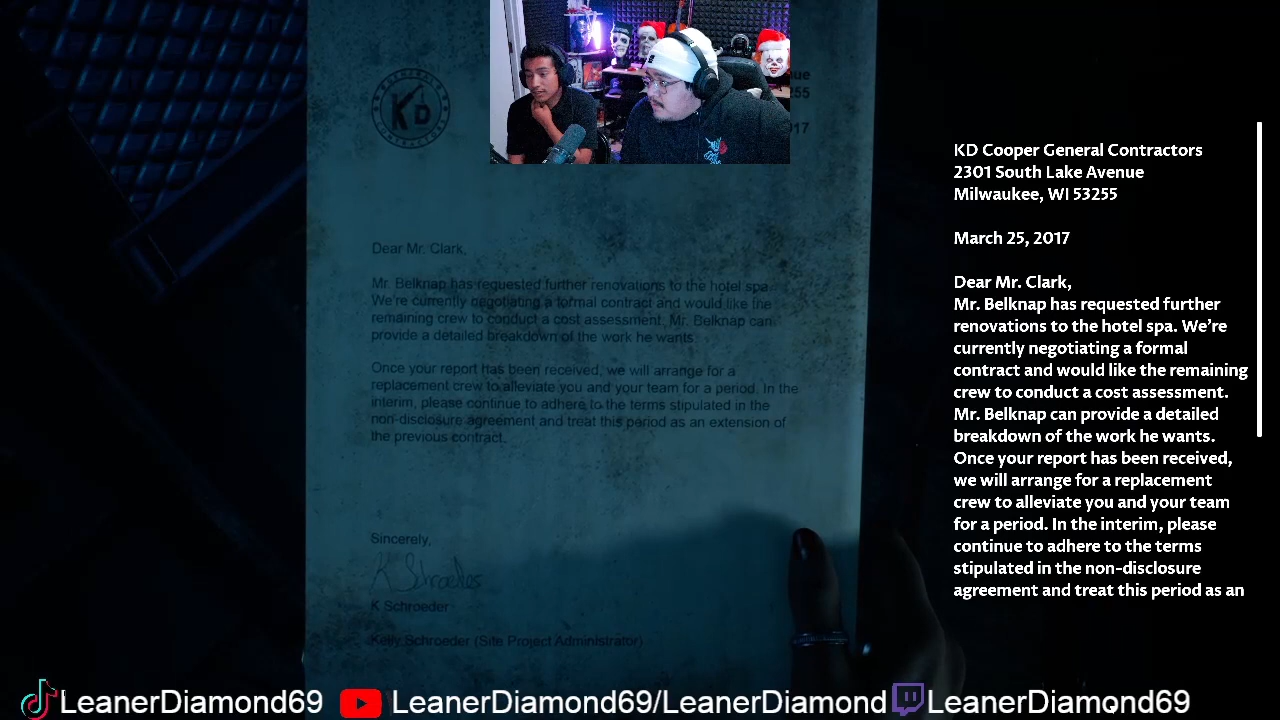 KD
ue
55
17
Dear Mr. Clark,
Mr. Belknap has requested further renovations to the hotel spa.
We're currently negotiating a formal contract and would like the
remaining crew to conduct a cost assessment. Mr. Belknap can
provide a detailed breakdown of the work he wants.
Once your report has been received, we will arrange for a
replacement crew to alleviate you and your team for a period. In the
interim, please continue to adhere to the terms stipulated in the
non-disclosure agreement and treat this period as an extension of
the previous contract.
Sincerely,
K Schroeder
K Schroeder
Kelly Schroeder (Site Project Administrator)
KD Cooper General Contractors
2301 South Lake Avenue
Milwaukee, WI 53255
March 25, 2017
Dear Mr. Clark,
Mr. Belknap has requested further
renovations to the hotel spa. We’re
currently negotiating a formal
contract and would like the remaining
crew to conduct a cost assessment.
Mr. Belknap can provide a detailed
breakdown of the work he wants.
Once your report has been received,
we will arrange for a replacement
crew to alleviate you and your team
for a period. In the interim, please
continue to adhere to the terms
stipulated in the non-disclosure
agreement and treat this period as an
LeanerDiamond69
LeanerDiamond69/LeanerDiamond
LeanerDiamond69